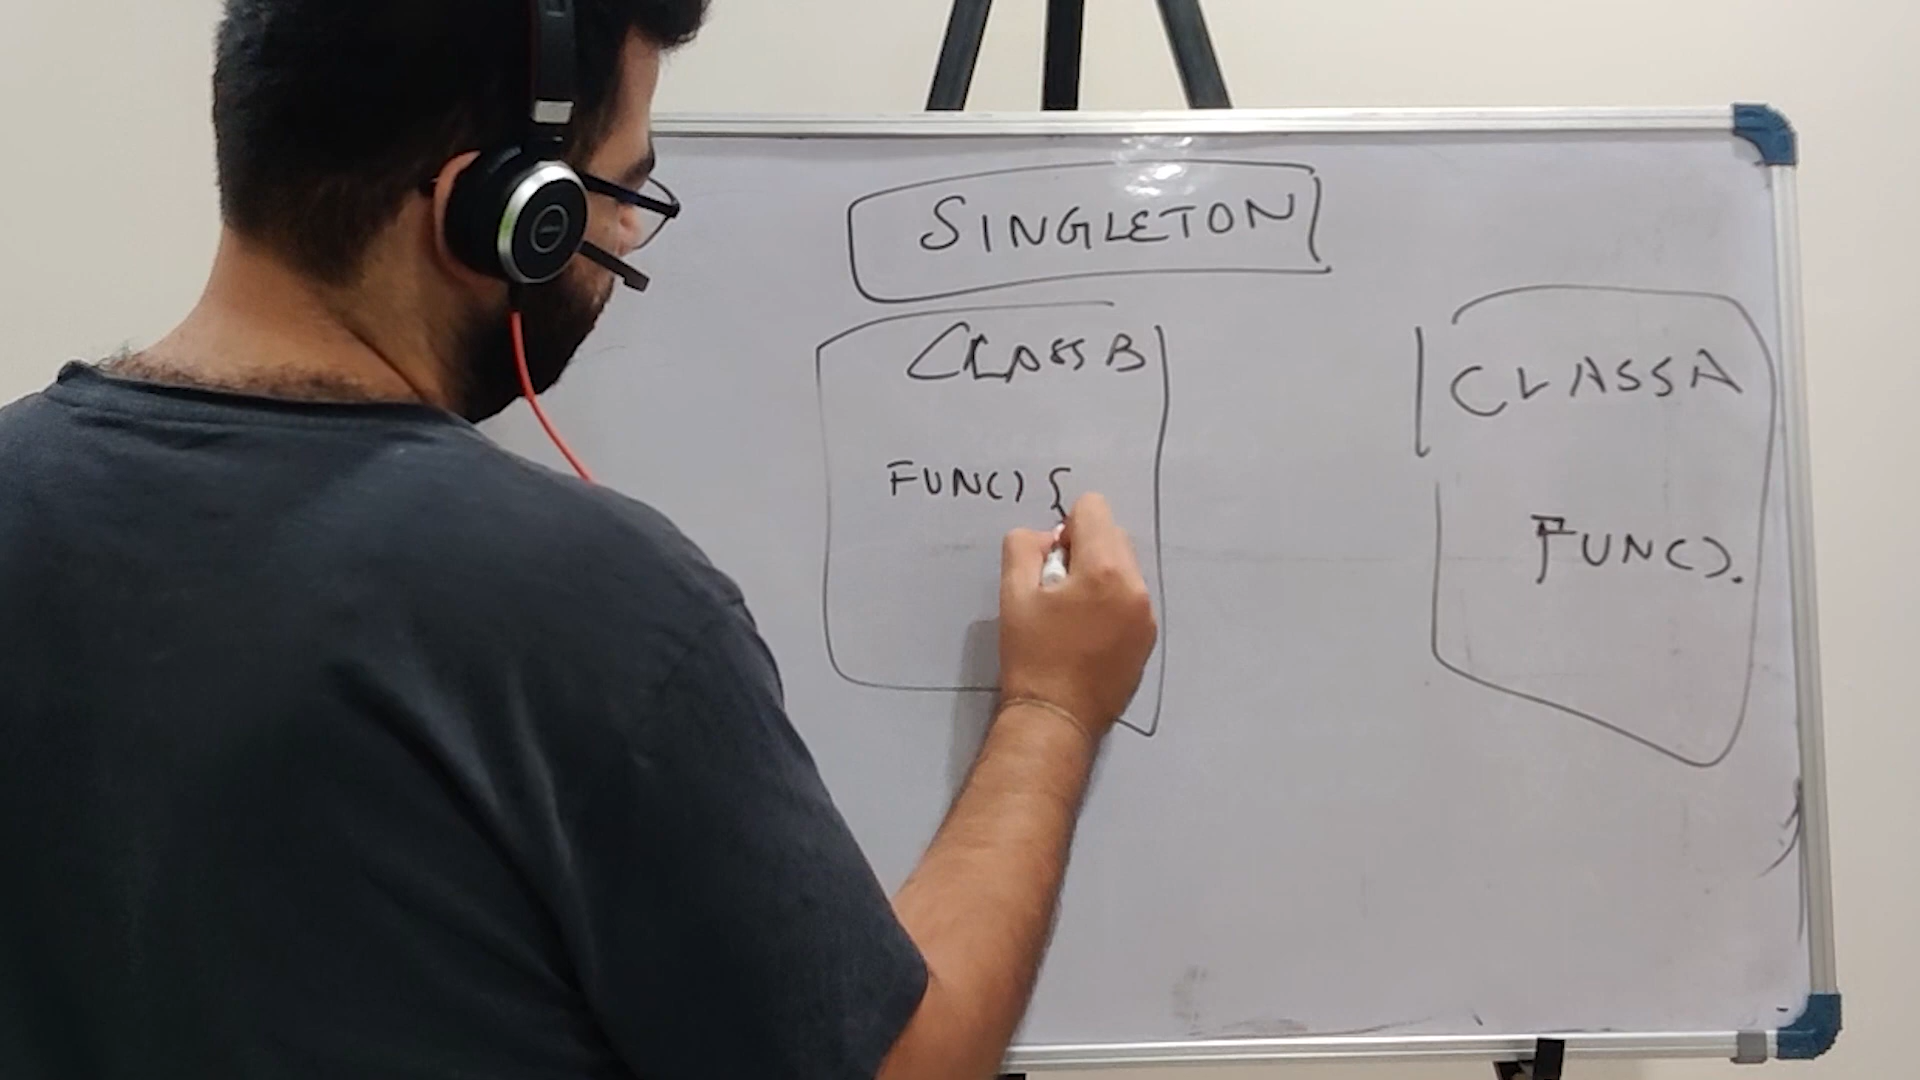 SINGLETON
CLASS B
FUNC) {
CLASSA
FUNC).